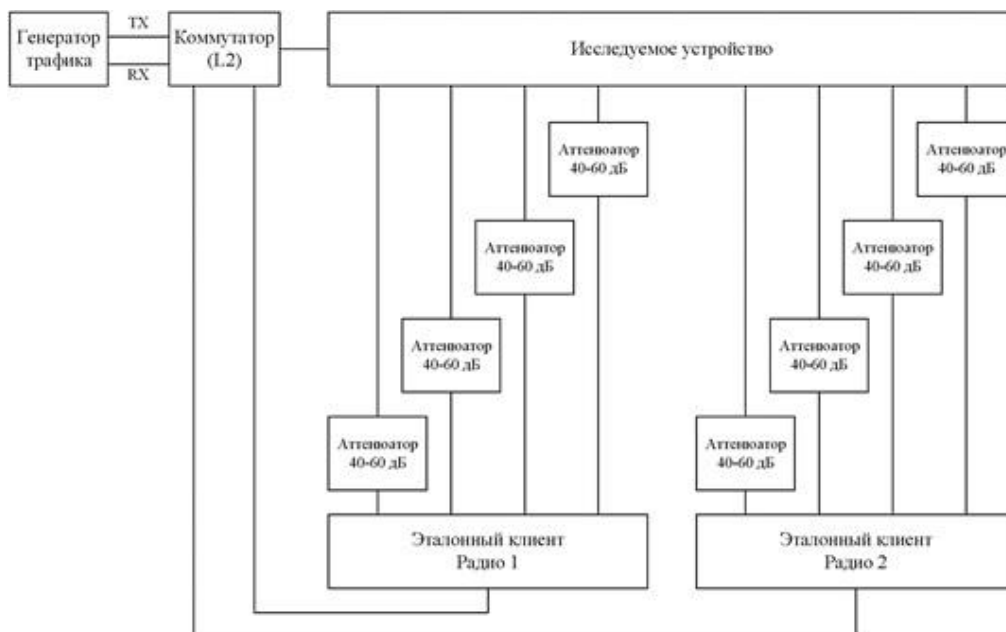 TX
Генератор
трафика
RX
Коммутатор
(L2)
Исследуемое устройство
Аттенюатор
40-60 дБ
Аттенюатор
40-60 дБ
Аттенюатор
40-60 дБ
Аттенюатор
40-60 дБ
Аттенюатор
40-60 дБ
Аттенюатор
40-60 дБ
Аттенюатор
40-60 дБ
Аттенюатор
40-60 дБ
Эталонный клиент
Радио 1
Эталонный клиент
Радио 2